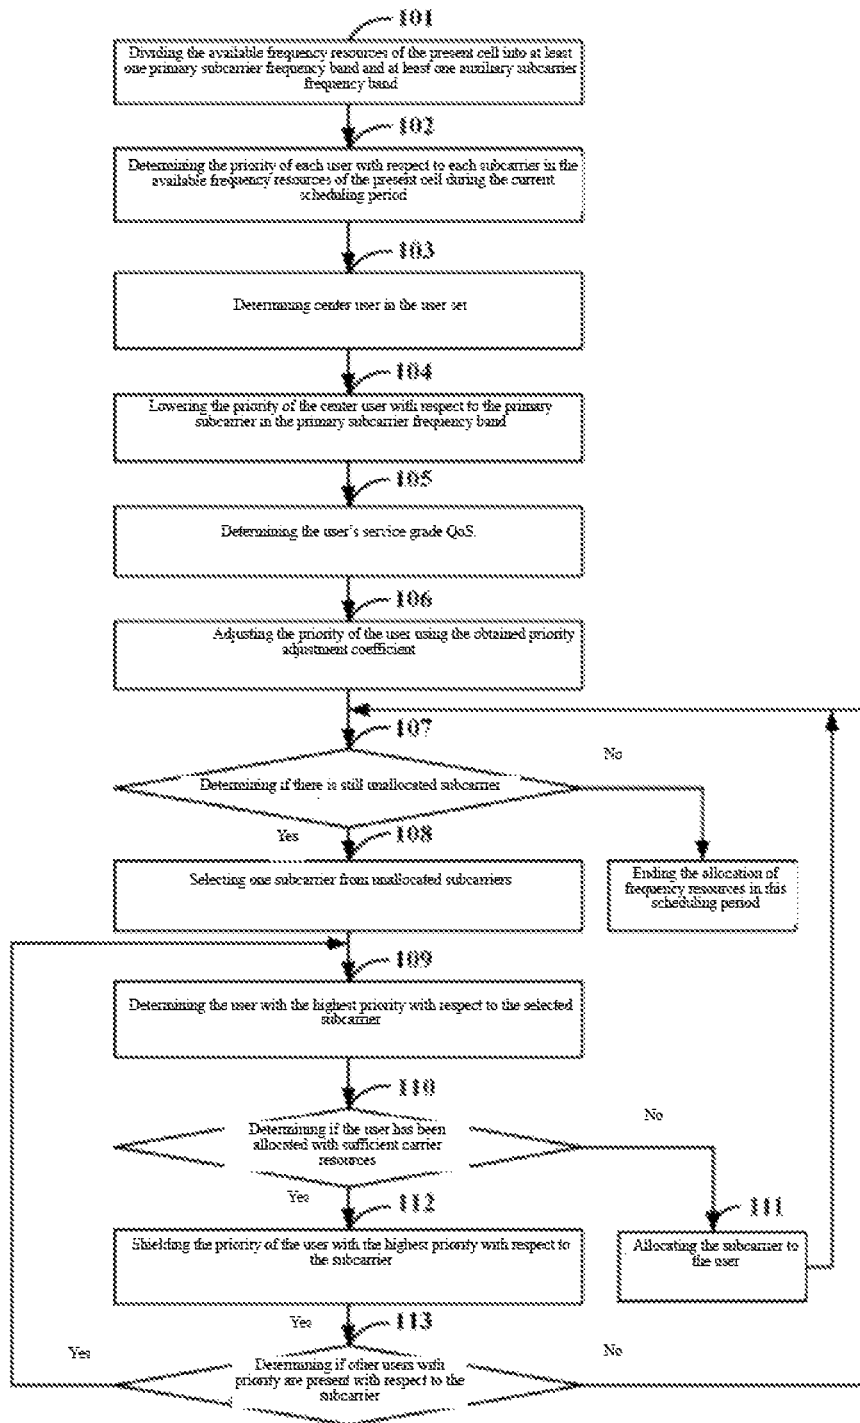 101
Dividing the available frequency resources of the present cell into at least
one primary subcarrier frequency band and at least one auxiliary subcarrier
frequency band
102
Determining the priority of each user with respect to each subcarrier in the
available frequency resources of the present cell during the current
scheduling period
103
Determining center user in the user set
104
Lowering the priority of the center user with respect to the primary
subcarrier in the primary subcarrier frequency band
105
Determining the user's service grade QoS.
106
Adjusting the priority of the user using the obtained priority
adjustment coefficient
107
No
Determining if there is still unallocated subcarrier
Yes
108
Selecting one subcarrier from unallocated subcarriers
Ending the allocation of
frequency resources in this
scheduling period
109
Determining the user with the highest priority with respect to the selected
subcarrier
110
No
Determining if the user has been
allocated with sufficient carrier
resources
Yes
112
111
Shielding the priority of the user with the highest priority with respect to
the subcarrier
Allocating the subcarrier to
the user
Yes
113
Yes
No
Determining if other users with
priority are present with respect to the
subcarrier